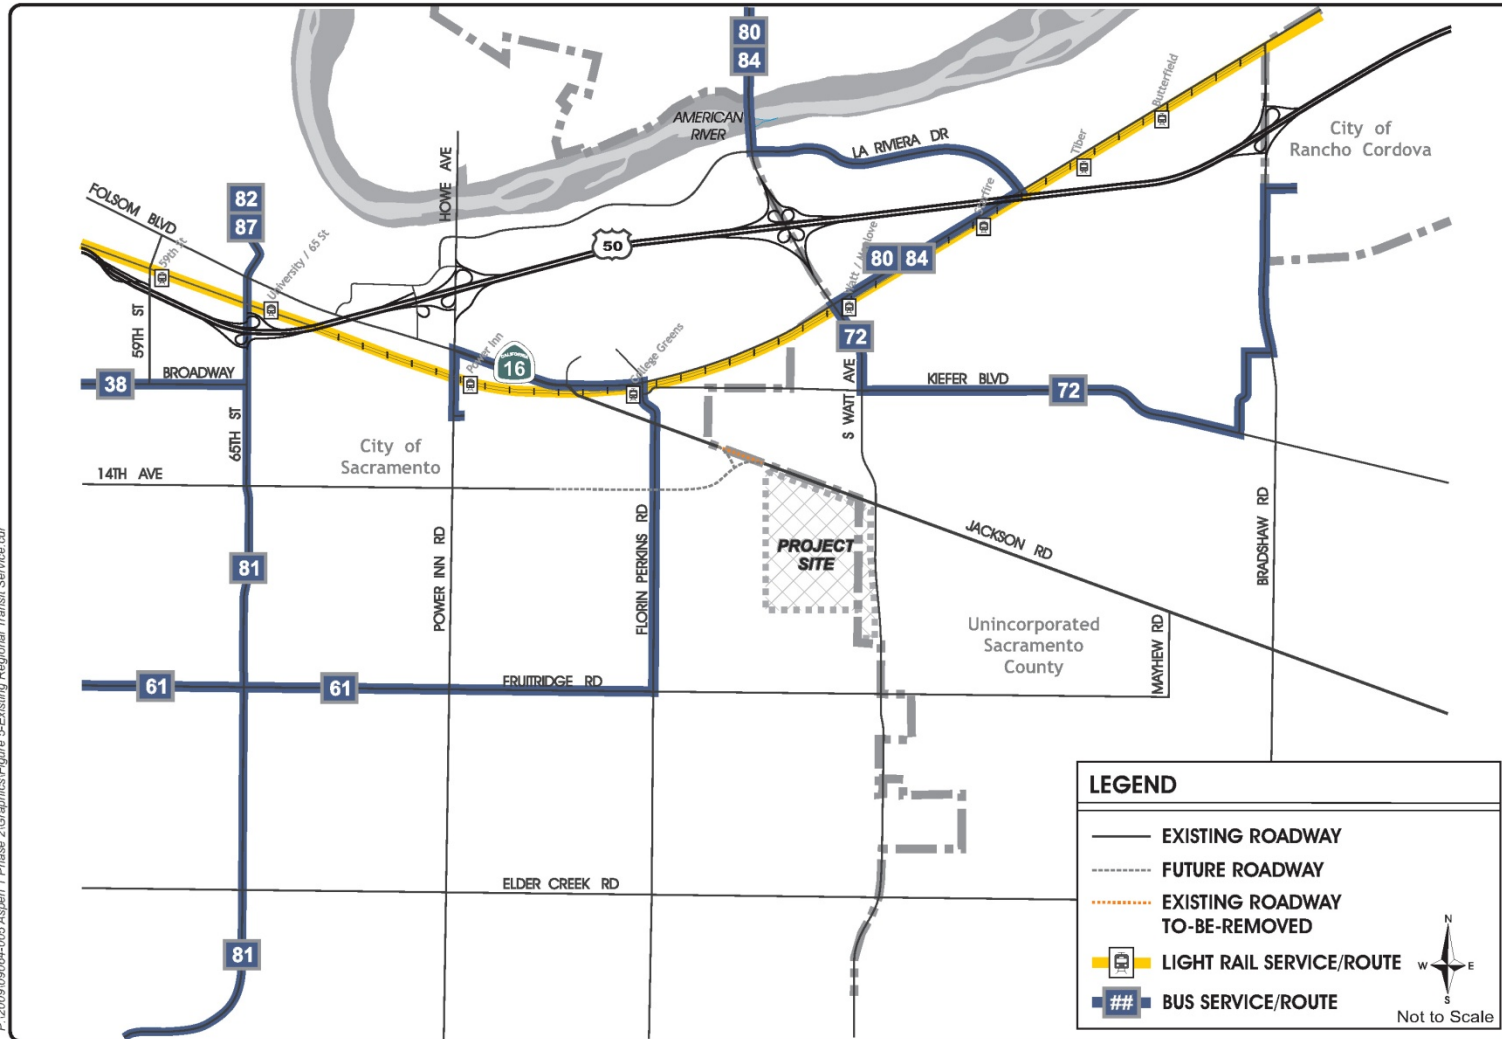 80
84
AMERICAN
RIVER
LA RIVIERA DR
Butterfield
Tiber
City of
Rancho Cordova
HOWE AVE
FOLSOM BLVD
82
87
59th St
University / 65 St
50
80
84
59TH ST
Power Inn
CALIFORNIA
16
College Greens
72
38
BROADWAY
KIEFER BLVD
72
65TH ST
S WATT AVE
City of
Sacramento
14TH AVE
81
POWER INN RD
FLORIN PERKINS RD
PROJECT
SITE
JACKSON RD
BRADSHAW RD
Unincorporated
Sacramento
County
MAYHEW RD
61
61
FRUITRIDGE RD
ELDER CREEK RD
81
LEGEND
EXISTING ROADWAY
FUTURE ROADWAY
EXISTING ROADWAY
TO-BE-REMOVED
LIGHT RAIL SERVICE/ROUTE
##
BUS SERVICE/ROUTE
N
W
E
S
Not to Scale